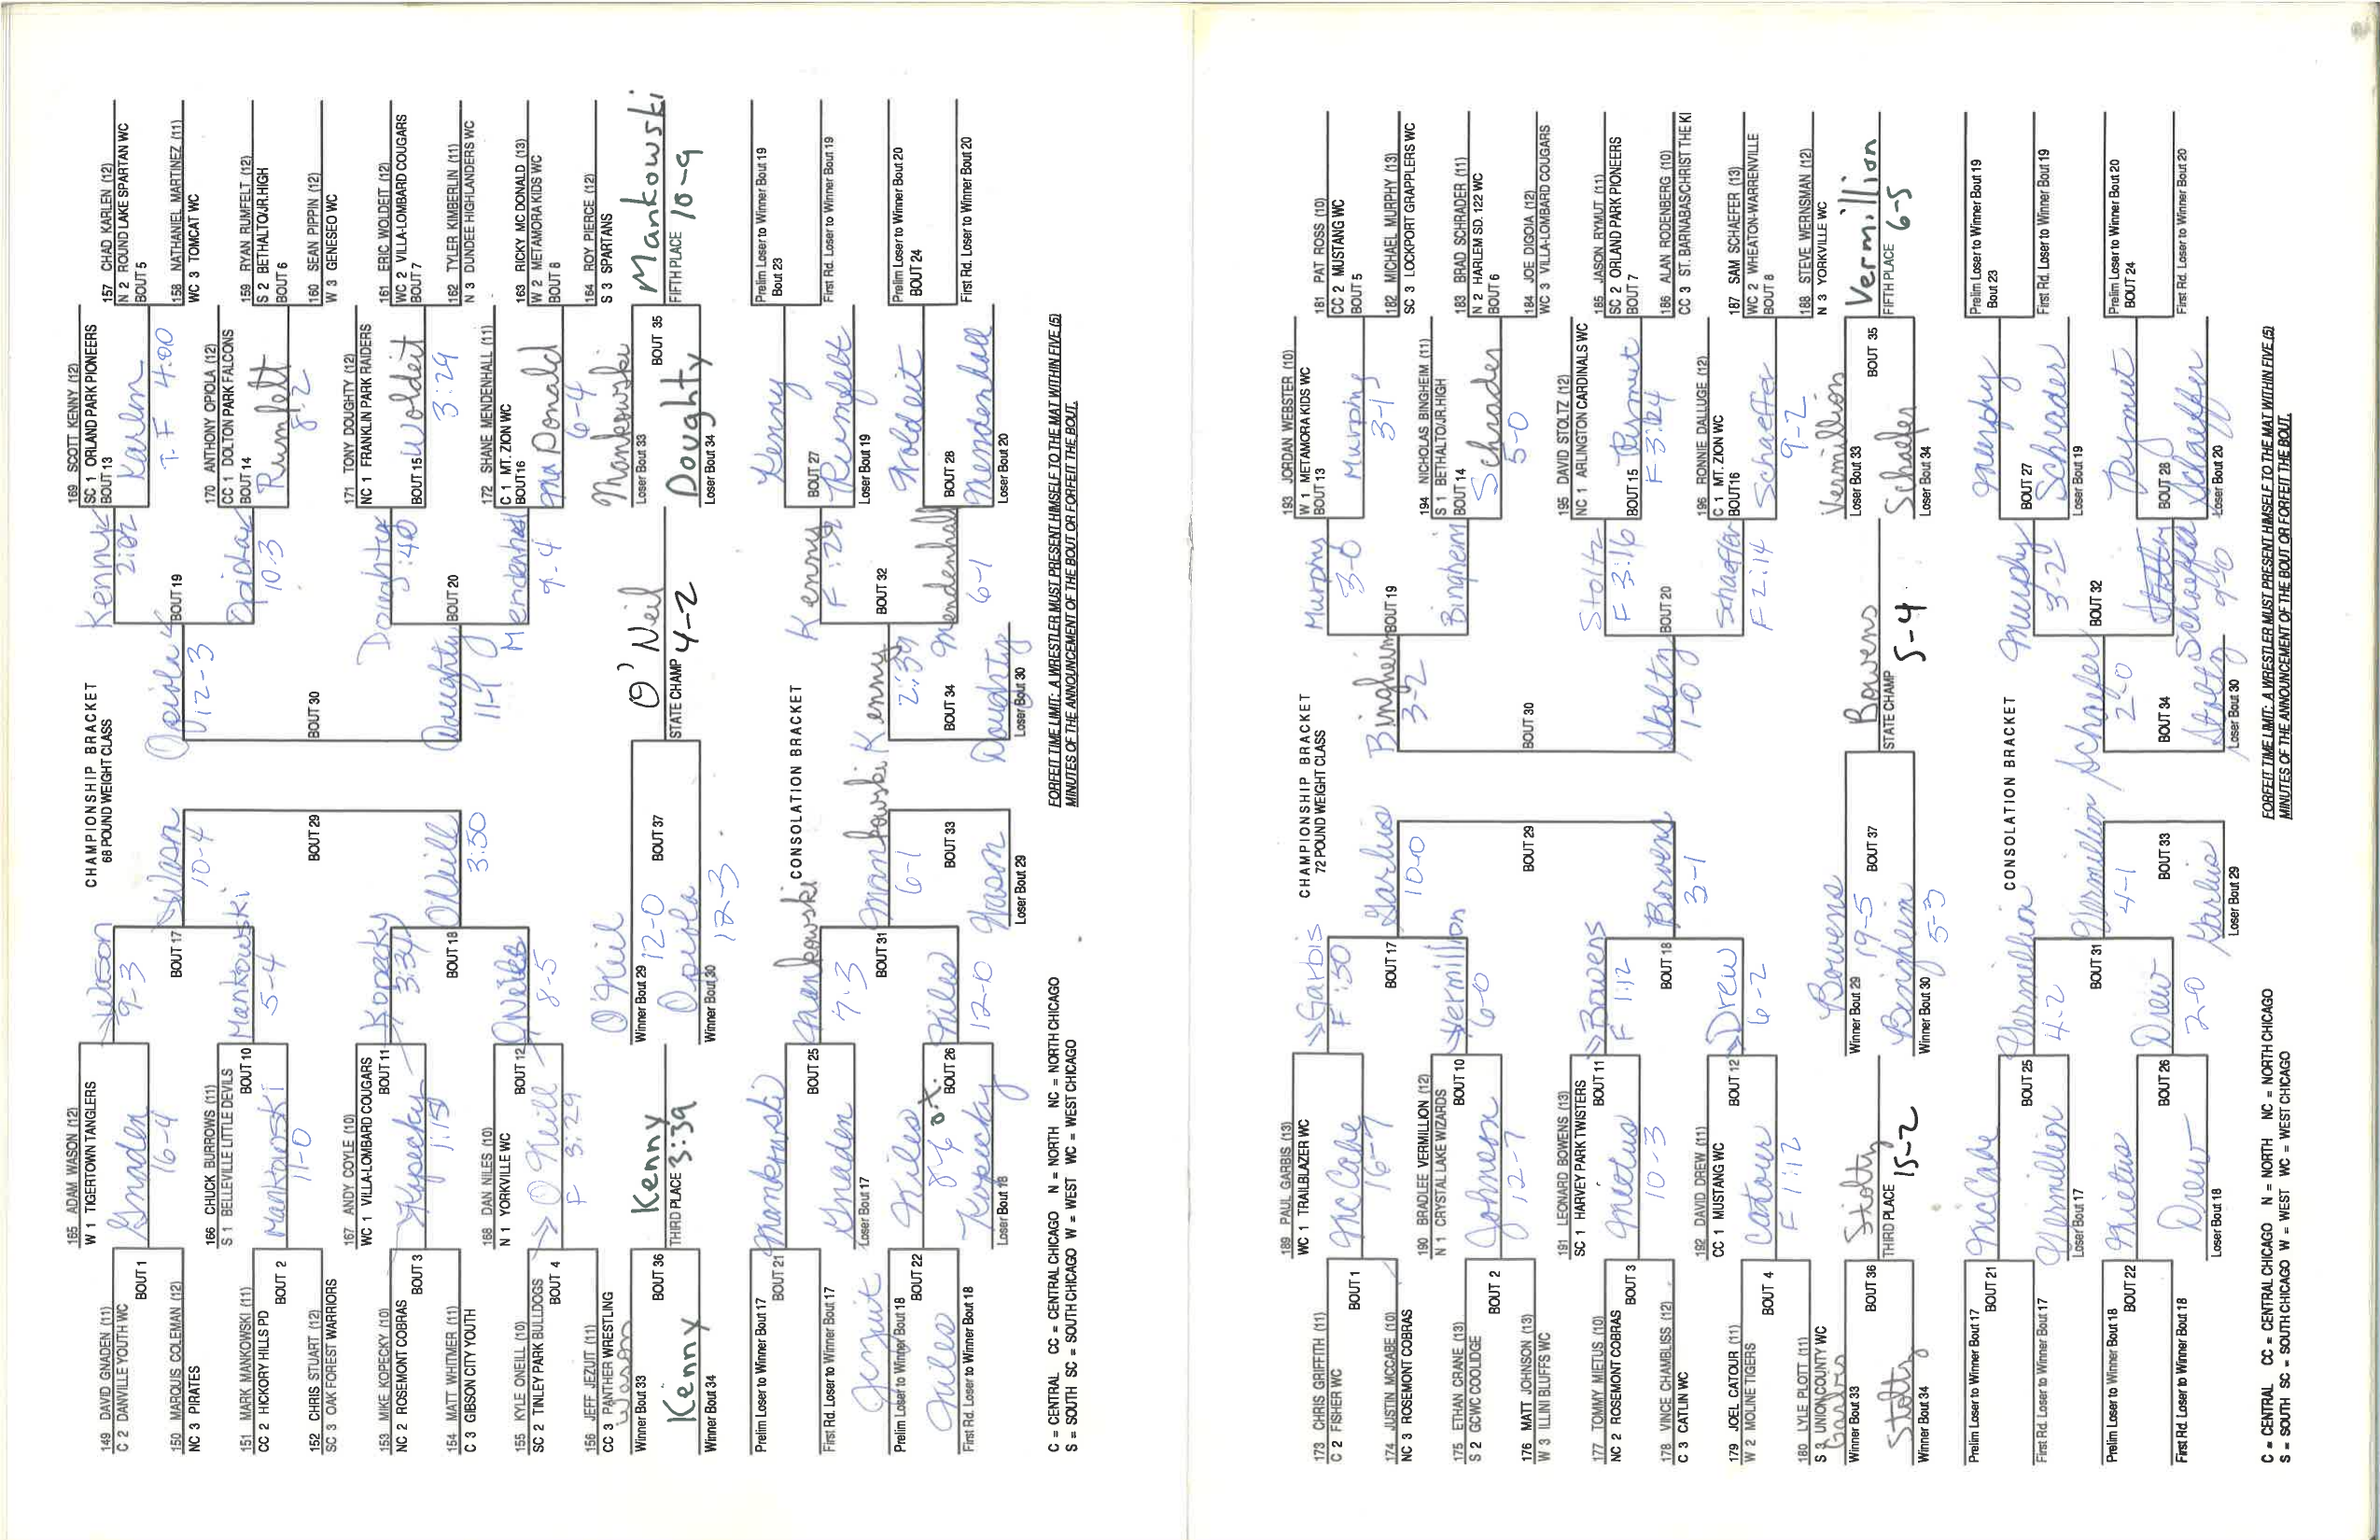 CHAMPIONSHIP BRACKET
68 POUND WEIGHT CLASS
149 DAVID GNADEN (11)
C 2 DANVILLE YOUTH WC
BOUT 1
150 MARQUIS COLEMAN (12)
NC 3 PIRATES
151 MARK MANKOWSKI (11)
CC 2 HICKORY HILLS PD
BOUT 2
152 CHRIS STUART (12)
SC 3 OAK FOREST WARRIORS
153 MIKE KOPECKY (10)
NC 2 ROSEMONT COBRAS
BOUT 3
154 MATT WHITMER (11)
C 3 GIBSON CITY YOUTH
155 KYLE ONEILL (10)
SC 2 TINLEY PARK BULLDOGS
BOUT 4
156 JEFF JEZUIT (11)
CC 3 PANTHER WRESTLING
165 ADAM WASON (12)
W 1 TIGERTOWN TANGLERS
Gnaden
16-4
166 CHUCK BURROWS (11)
S 1 BELLEVILLE LITTLE DEVILS
BOUT 10
Mankowski
11-0
167 ANDY COYLE (10)
WC 1 VILLA-LOMBARD COUGARS
BOUT 11
Kopecky
1:15
168 DAN NILES (10)
N 1 YORKVILLE WC
BOUT 12
O'Neill
F 3:29
Wason
9-3
BOUT 17
Mankowski
5-4
Kopecky
3:34
BOUT 18
O'Neill
8-5
Wason
10-4
BOUT 29
O'Neill
3:50
Opiola
12-3
BOUT 30
Doughty
11-1
Kenny
2:02
BOUT 19
Opiola
10-3
Doughty
:40
BOUT 20
Mendenhall
9-4
169 SCOTT KENNY (12)
SC 1 ORLAND PARK PIONEERS
BOUT 13
Karlen
T.F 4:00
170 ANTHONY OPIOLA (12)
CC 1 DOLTON PARK FALCONS
BOUT 14
Rumfelt
8-2
171 TONY DOUGHTY (12)
NC 1 FRANKLIN PARK RAIDERS
BOUT 15
Woldeit
3:29
172 SHANE MENDENHALL (11)
C 1 MT. ZION WC
BOUT16
Mc Donald
6-4
157 CHAD KARLEN (12)
N 2 ROUND LAKE SPARTAN WC
BOUT 5
158 NATHANIEL MARTINEZ (11)
WC 3 TOMCAT WC
159 RYAN RUMFELT (12)
S 2 BETHALTO/JR.HIGH
BOUT 6
160 SEAN PIPPIN (12)
W 3 GENESEO WC
161 ERIC WOLDEIT (12)
WC 2 VILLA-LOMBARD COUGARS
BOUT 7
162 TYLER KIMBERLIN (11)
N 3 DUNDEE HIGHLANDERS WC
163 RICKY MC DONALD (13)
W 2 METAMORA KIDS WC
BOUT 8
164 ROY PIERCE (12)
S 3 SPARTANS
Wason
Winner Bout 33
BOUT 36
Kenny
Winner Bout 34
Kenny
THIRD PLACE 3:39
O'Neil
Winner Bout 29 12-0
BOUT 37
Opiola
Winner Bout 30
12-3
O'Neil
STATE CHAMP 4-2
Mankowski
Loser Bout 33
BOUT 35
Doughty
Loser Bout 34
Mankowski
FIFTH PLACE 10-9
CONSOLATION BRACKET
Prelim Loser to Winner Bout 17
BOUT 21
First Rd. Loser to Winner Bout 17
Jezuit
Prelim Loser to Winner Bout 18
BOUT 22
Niles
First Rd. Loser to Winner Bout 18
Mankowski
BOUT 25
Gnaden
Loser Bout 17
Niles
8-6 o.t.
BOUT 26
Kopecky
Loser Bout 18
Mankowski
7-3
BOUT 31
Niles
12-0
Mankowski
6-1
BOUT 33
Wason
Loser Bout 29
Kenny
2:39
BOUT 34
Doughty
Loser Bout 30
Kenny
F :29
BOUT 32
Mendenhall
6-1
Kenny
BOUT 27
Rumfelt
Loser Bout 19
Woldeit
BOUT 28
Mendenhall
Loser Bout 20
Prelim Loser to Winner Bout 19
Bout 23
First Rd. Loser to Winner Bout 19
Prelim Loser to Winner Bout 20
BOUT 24
First Rd. Loser to Winner Bout 20
C = CENTRAL CC = CENTRAL CHICAGO N = NORTH NC = NORTH CHICAGO
S = SOUTH SC = SOUTH CHICAGO W = WEST WC = WEST CHICAGO
FORFEIT TIME LIMIT: A WRESTLER MUST PRESENT HIMSELF TO THE MAT WITHIN FIVE (5)
MINUTES OF THE ANNOUNCEMENT OF THE BOUT OR FORFEIT THE BOUT.
CHAMPIONSHIP BRACKET
72 POUND WEIGHT CLASS
173 CHRIS GRIFFITH (11)
C 2 FISHER WC
BOUT 1
174 JUSTIN MCCABE (10)
NC 3 ROSEMONT COBRAS
175 ETHAN CRANE (13)
S 2 GCWC COOLIDGE
BOUT 2
176 MATT JOHNSON (13)
W 3 ILLINI BLUFFS WC
177 TOMMY MIETUS (10)
NC 2 ROSEMONT COBRAS
BOUT 3
178 VINCE CHAMBLISS (12)
C 3 CATLIN WC
179 JOEL CATOUR (11)
W 2 MOLINE TIGERS
BOUT 4
180 LYLE PLOTT (11)
S 3 UNION COUNTY WC
189 PAUL GARBIS (13)
WC 1 TRAILBLAZER WC
McCabe
16-7
190 BRADLEE VERMILLION (12)
N 1 CRYSTAL LAKE WIZARDS
BOUT 10
Johnson
12-7
191 LEONARD BOWENS (13)
SC 1 HARVEY PARK TWISTERS
BOUT 11
Mietus
10-3
192 DAVID DREW (11)
CC 1 MUSTANG WC
BOUT 12
Catour
F 1:12
Garbis
F :50
BOUT 17
Vermillion
6-0
Bowens
F 1:12
BOUT 18
Drew
6-2
Garbis
10-0
BOUT 29
Bowens
3-1
Bingheim
3-2
BOUT 30
Stoltz
1-0
Murphy
3-0
BOUT 19
Bingheim
Stoltz
F 3:16
BOUT 20
Schaeffer
F 2:14
193 JORDAN WEBSTER (10)
W 1 METAMORA KIDS WC
BOUT 13
Murphy
3-1
194 NICHOLAS BINGHEIM (11)
S 1 BETHALTO/JR.HIGH
BOUT 14
Schrader
5-0
195 DAVID STOLTZ (12)
NC 1 ARLINGTON CARDINALS WC
BOUT 15
Rymut
F 3:24
196 RONNIE DALLUGE (12)
C 1 MT. ZION WC
BOUT16
Schaeffer
9-2
181 PAT ROSS (10)
CC 2 MUSTANG WC
BOUT 5
182 MICHAEL MURPHY (13)
SC 3 LOCKPORT GRAPPLERS WC
183 BRAD SCHRADER (11)
N 2 HARLEM SD. 122 WC
BOUT 6
184 JOE DIGOIA (12)
WC 3 VILLA-LOMBARD COUGARS
185 JASON RYMUT (11)
SC 2 ORLAND PARK PIONEERS
BOUT 7
186 ALAN RODENBERG (10)
CC 3 ST. BARNABAS/CHRIST THE KI
187 SAM SCHAEFER (13)
WC 2 WHEATON-WARRENVILLE
BOUT 8
188 STEVE WERNSMAN (12)
N 3 YORKVILLE WC
Garbis
Winner Bout 33
BOUT 36
Stoltz
Winner Bout 34
Stoltz
THIRD PLACE 15-2
Bowens
Winner Bout 29 19-5
BOUT 37
Bingheim
Winner Bout 30
5-3
Bowens
STATE CHAMP 5-4
Vermillion
Loser Bout 33
BOUT 35
Schaefer
Loser Bout 34
Vermillion
FIFTH PLACE 6-5
CONSOLATION BRACKET
Prelim Loser to Winner Bout 17
BOUT 21
First Rd. Loser to Winner Bout 17
Prelim Loser to Winner Bout 18
BOUT 22
First Rd. Loser to Winner Bout 18
McCabe
BOUT 25
Vermillion
Loser Bout 17
Mietus
BOUT 26
Drew
Loser Bout 18
Vermillion
4-2
BOUT 31
Drew
2-0
Vermillion
4-1
BOUT 33
Garbis
Loser Bout 29
Schaefer
2-0
BOUT 34
Stoltz
Loser Bout 30
Murphy
3-2
BOUT 32
Schaeffer
9-0
Murphy
BOUT 27
Schrader
Loser Bout 19
Rymut
BOUT 28
Schaeffer
Loser Bout 20
Prelim Loser to Winner Bout 19
Bout 23
First Rd. Loser to Winner Bout 19
Prelim Loser to Winner Bout 20
BOUT 24
First Rd. Loser to Winner Bout 20
C = CENTRAL CC = CENTRAL CHICAGO N = NORTH NC = NORTH CHICAGO
S = SOUTH SC = SOUTH CHICAGO W = WEST WC = WEST CHICAGO
FORFEIT TIME LIMIT: A WRESTLER MUST PRESENT HIMSELF TO THE MAT WITHIN FIVE (5)
MINUTES OF THE ANNOUNCEMENT OF THE BOUT OR FORFEIT THE BOUT.